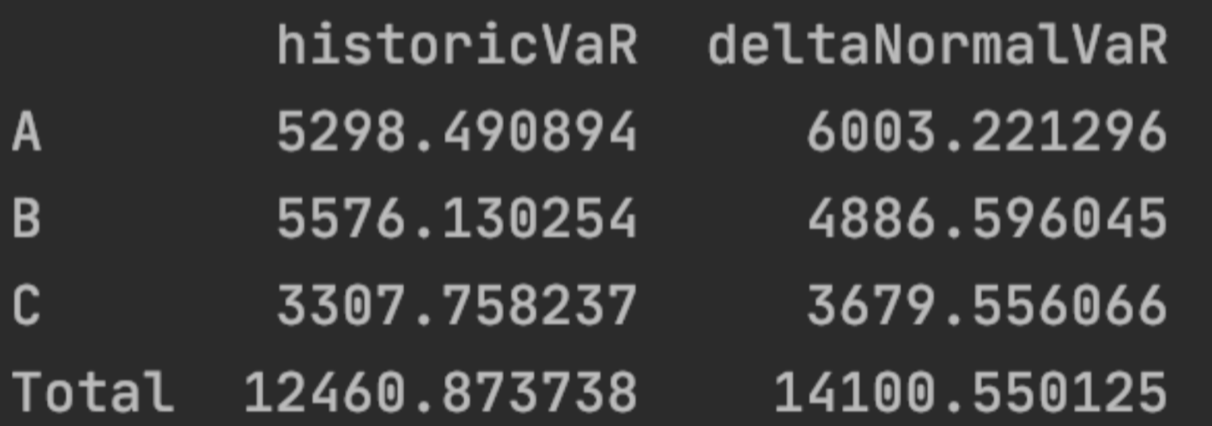 historicVaR deltaNormalVaR
A 5298.490894 6003.221296
B 5576.130254 4886.596045
C 3307.758237 3679.556066
Total 12460.873738 14100.550125